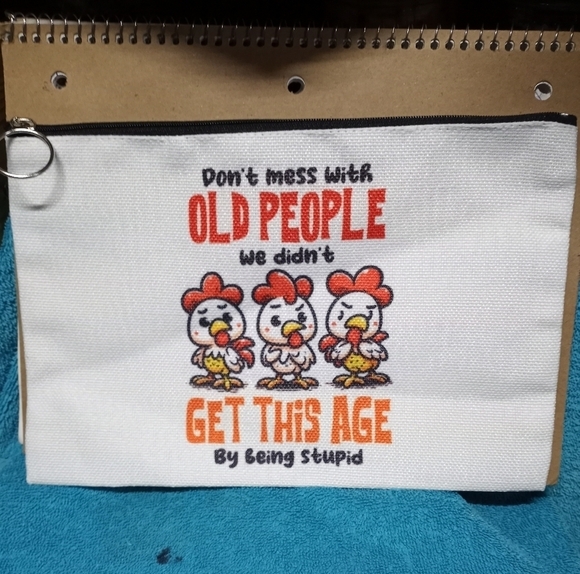 Don't mess with
OLD PEOPLE
We didn't
GET THiS AGE
By Being Stupid